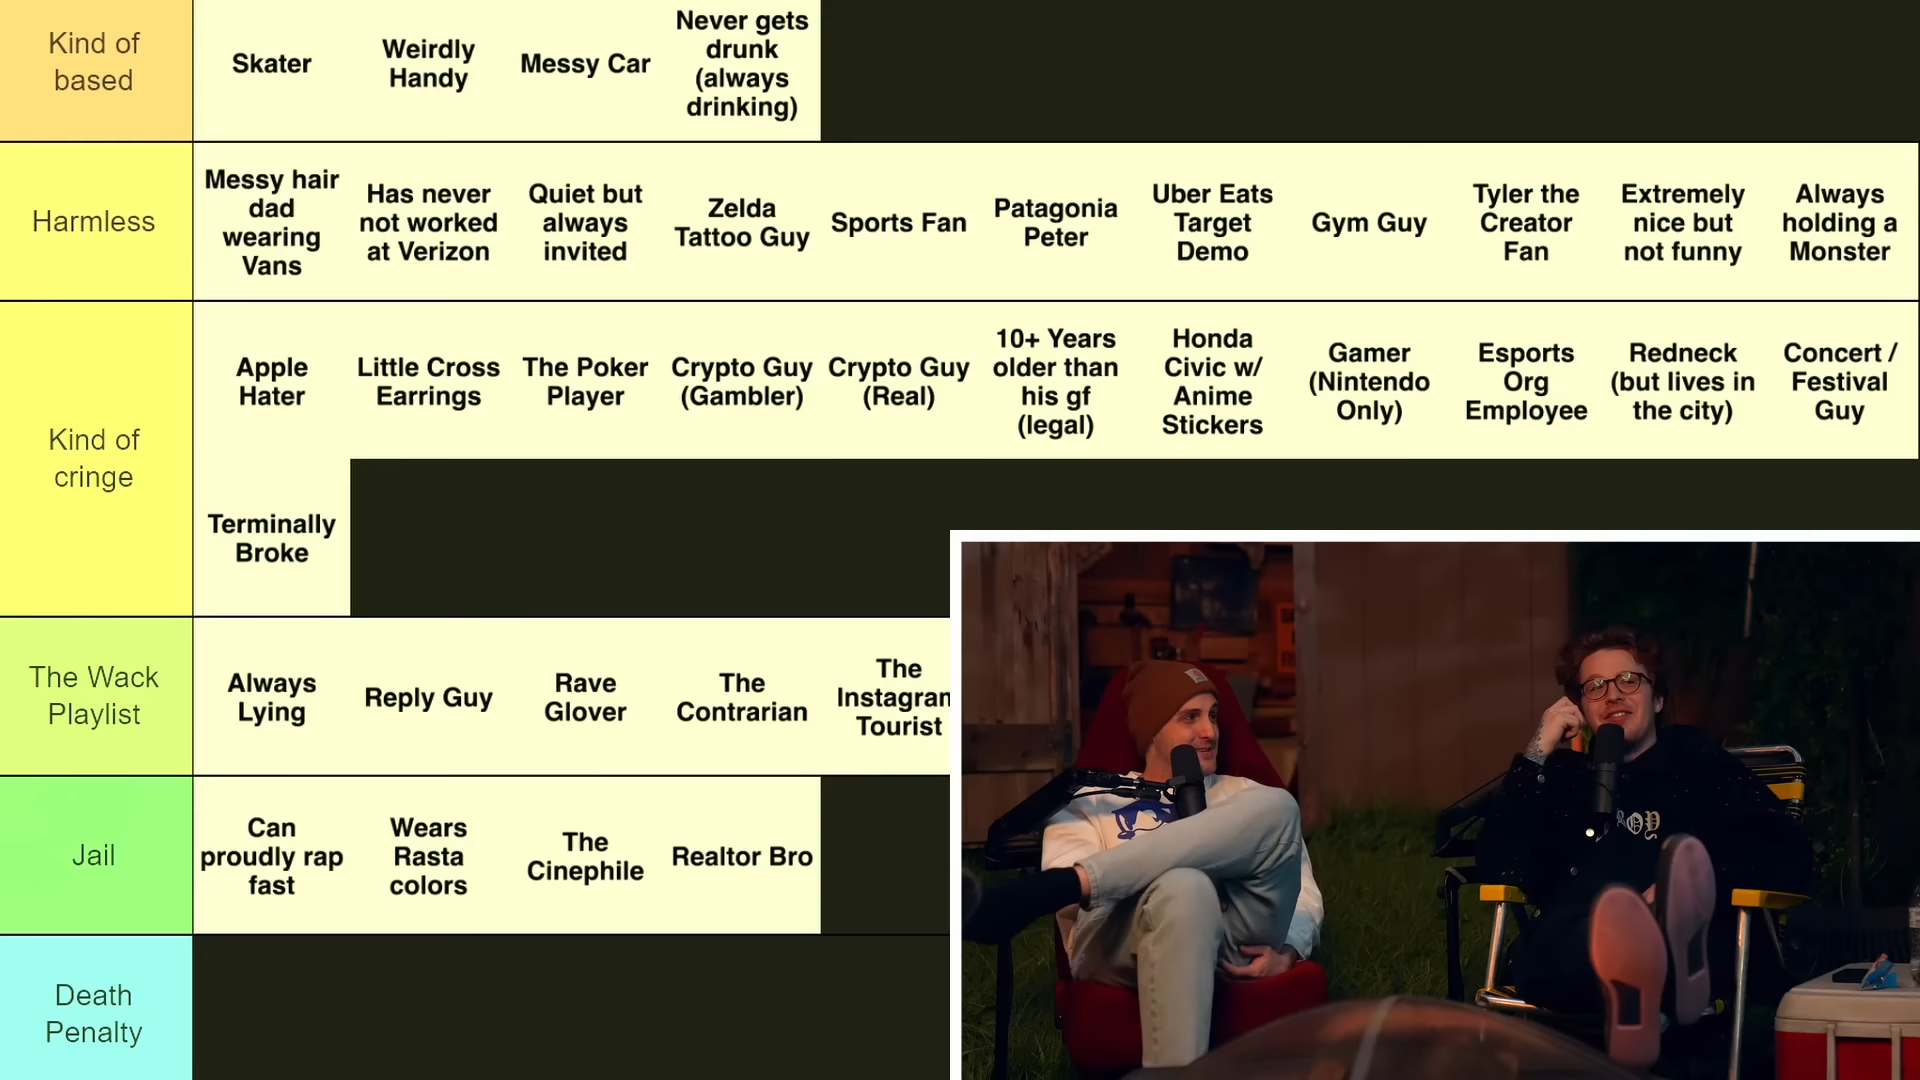 Kind of
based
Skater
Weirdly
Handy
Messy Car
Never gets
drunk
(always
drinking)
Harmless
Messy hair
dad
wearing
Vans
Has never
not worked
at Verizon
Quiet but
always
invited
Zelda
Tattoo Guy
Sports Fan
Patagonia
Peter
Uber Eats
Target
Demo
Gym Guy
Tyler the
Creator
Fan
Extremely
nice but
not funny
Always
holding a
Monster
Kind of
cringe
Apple
Hater
Little Cross
Earrings
The Poker
Player
Crypto Guy
(Gambler)
Crypto Guy
(Real)
10+ Years
older than
his gf
(legal)
Honda
Civic w/
Anime
Stickers
Gamer
(Nintendo
Only)
Esports
Org
Employee
Redneck
(but lives in
the city)
Concert /
Festival
Guy
Terminally
Broke
The Wack
Playlist
Always
Lying
Reply Guy
Rave
Glover
The
Contrarian
The
Instagram
Tourist
Jail
Can
proudly rap
fast
Wears
Rasta
colors
The
Cinephile
Realtor Bro
Death
Penalty